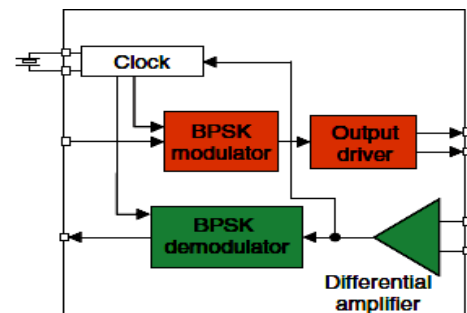 Clock
BPSK
modulator
Output
driver
BPSK
demodulator
Differential
amplifier